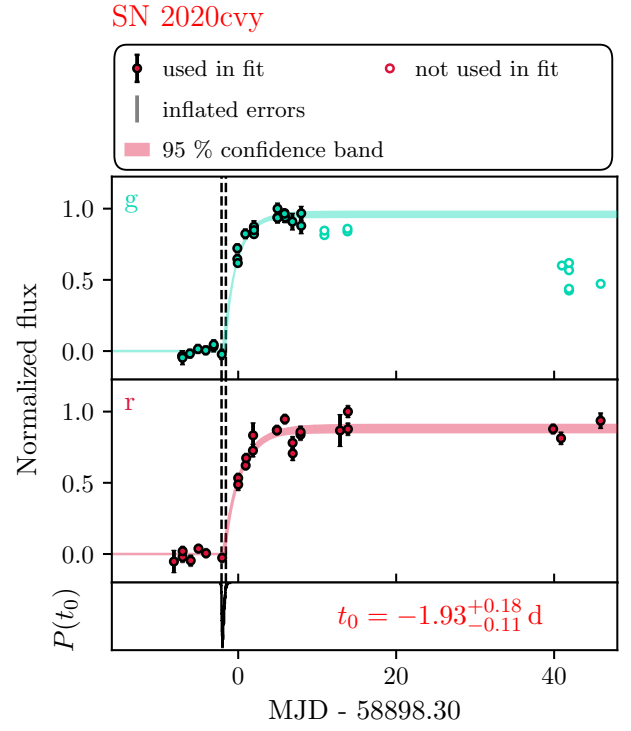 SN 2020cvy
used in fit
not used in fit
inflated errors
95 % confidence band
g
1.0
0.5
0.0
Normalized flux
r
1.0
0.5
0.0
P(t₀)
t₀ = −1.93 +0.18 −0.11 d
0 20 40
MJD - 58898.30